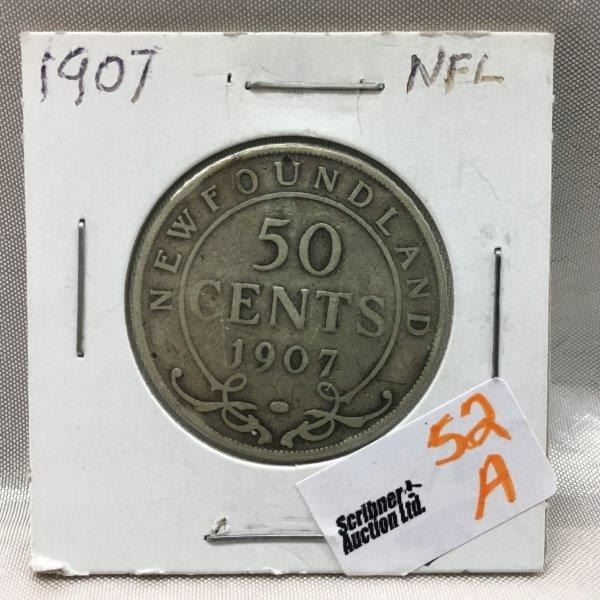 1907 NFL
NEWFOUNDLAND
50
CENTS
1907
52
A
Scribner
Auction Ltd.